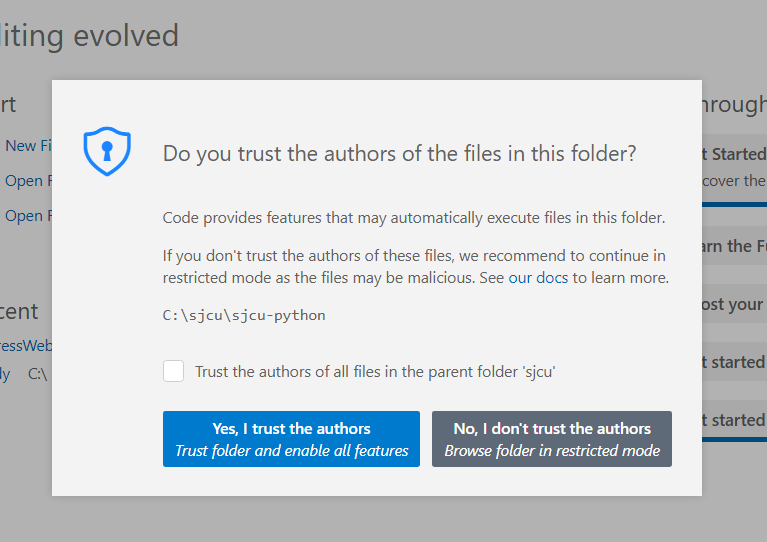 iting evolved
rt
New Fi
Open F
Open F
cent
ressWeb
ly C:\
Do you trust the authors of the files in this folder?
Code provides features that may automatically execute files in this folder.
If you don't trust the authors of these files, we recommend to continue in
restricted mode as the files may be malicious. See our docs to learn more.
C:\sjcu\sjcu-python
Trust the authors of all files in the parent folder 'sjcu'
Yes, I trust the authors
Trust folder and enable all features
No, I don't trust the authors
Browse folder in restricted mode
hrough
t Started
cover the
arn the Fu
ost your
t started
t started